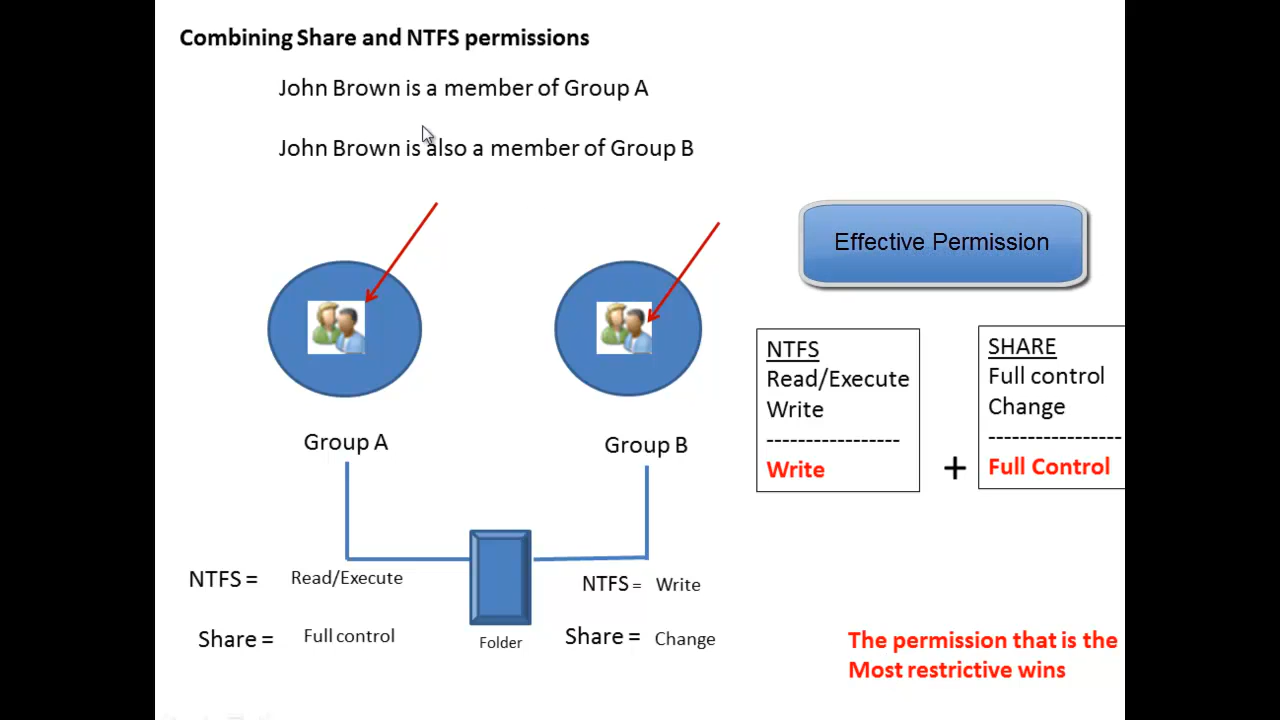 Combining Share and NTFS permissions
John Brown is a member of Group A
John Brown is also a member of Group B
Effective Permission
NTFS
Read/Execute
Write
-----------------
Write
+
SHARE
Full control
Change
-----------------
Full Control
Group A
Group B
NTFS = Read/Execute
Share = Full control
Folder
NTFS = Write
Share = Change
The permission that is the
Most restrictive wins